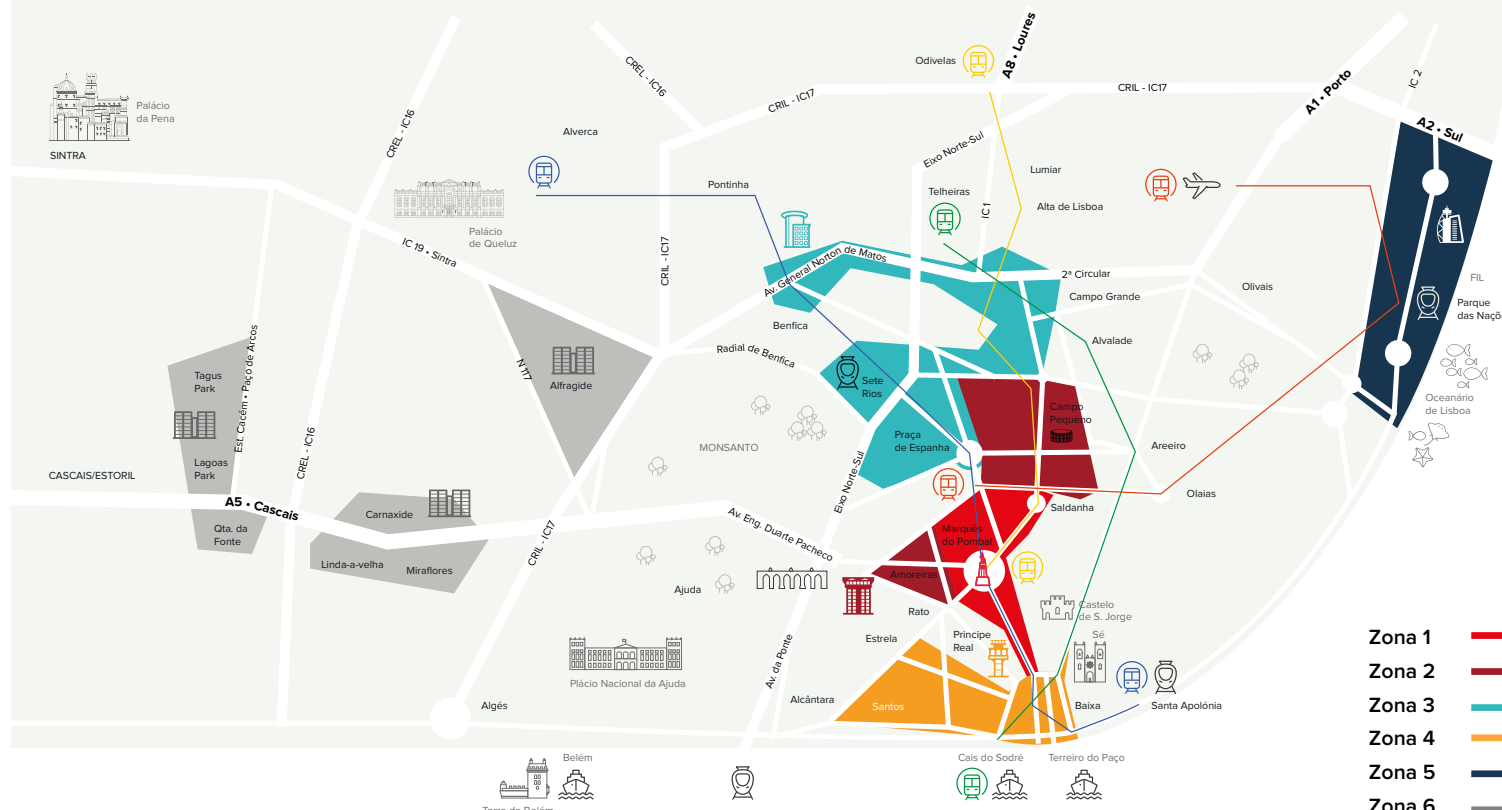 A8 • Loures
Odivelas
IC 2
CREL - IC16
CRIL - IC17
CRIL - IC17
A1 • Porto
Palácio
da Pena
SINTRA
CREL - IC16
Alverca
A2 • Sul
Eixo Norte-Sul
Lumiar
Pontinha
Telheiras
Alta de Lisboa
IC 1
Palácio
de Queluz
IC 19 • Sintra
CRIL - IC17
Av. General Norton de Matos
2ª Circular
FIL
Olivais
Campo Grande
Parque
das Naçõ
Benfica
Alvalade
Radial de Benfica
Est. Cacém • Paço de Arcos
N 117
Tagus
Park
Alfragide
Sete
Rios
Oceanário
de Lisboa
Campo
Pequeno
Praça
de Espanha
MONSANTO
Areeiro
CREL - IC16
Lagoas
Park
CASCAIS/ESTORIL
Eixo Norte-Sul
Olaias
A5 • Cascais
Saldanha
Carnaxide
Av. Eng. Duarte Pacheco
Marquês
do Pombal
Qta. da
Fonte
CRIL - IC17
Linda-a-velha
Miraflores
Amoreiras
Ajuda
Castelo
de S. Jorge
Rato
Sé
Estrela
Principe
Real
Zona 1
Zona 2
Av. da Ponte
Plácio Nacional da Ajuda
Alcântara
Santos
Baixa
Santa Apolónia
Algés
Zona 3
Zona 4
Belém
Cais do Sodré
Terreiro do Paço
Zona 5
Zona 6
Torre de Belém